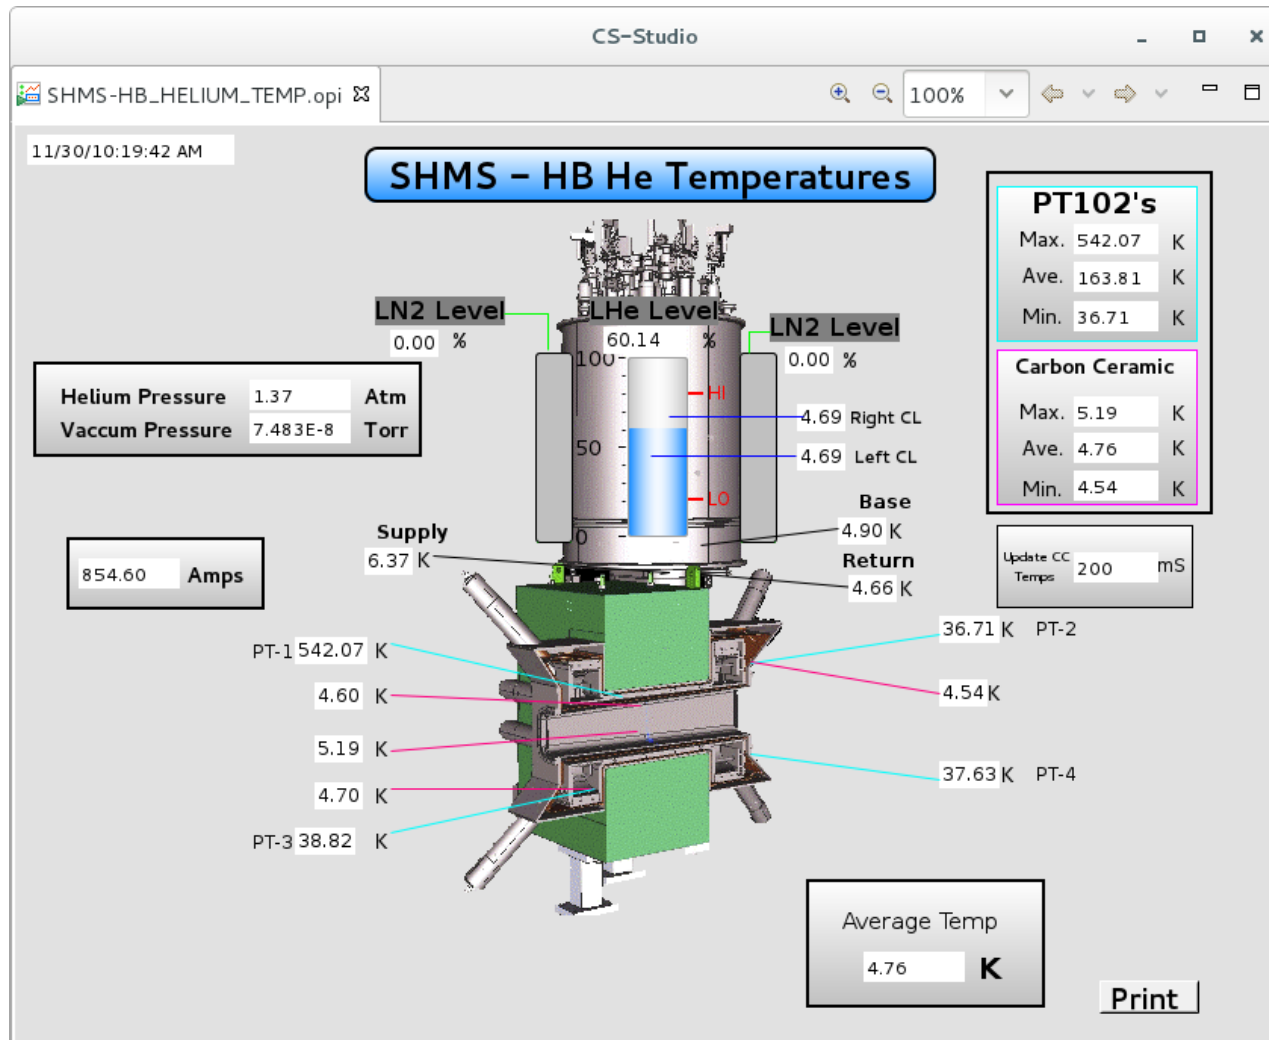 CS-Studio
SHMS-HB_HELIUM_TEMP.opi
100%
11/30/10:19:42 AM
SHMS - HB He Temperatures
PT102's
Max. 542.07 K
Ave. 163.81 K
Min. 36.71 K
Carbon Ceramic
Max. 5.19 K
Ave. 4.76 K
Min. 4.54 K
Update CC Temps 200 mS
LN2 Level
0.00 %
LHe Level
60.14 %
LN2 Level
0.00 %
100
50
0
HI
LO
Helium Pressure 1.37 Atm
Vaccum Pressure 7.483E-8 Torr
4.69 Right CL
4.69 Left CL
Base
4.90 K
Supply
6.37 K
Return
4.66 K
854.60 Amps
PT-1 542.07 K
4.60 K
5.19 K
4.70 K
PT-3 38.82 K
36.71 K PT-2
4.54 K
37.63 K PT-4
Average Temp
4.76 K
Print